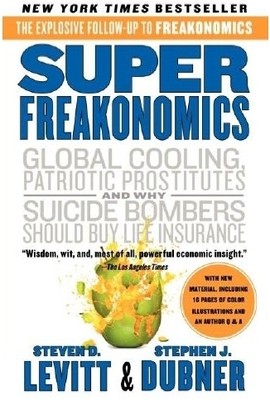 NEW YORK TIMES BESTSELLER
THE EXPLOSIVE FOLLOW-UP TO FREAKONOMICS
SUPER
FREAKONOMICS
GLOBAL COOLING,
PATRIOTIC PROSTITUTES
AND WHY
SUICIDE BOMBERS
SHOULD BUY LIFE INSURANCE
"Wisdom, wit, and, most of all, powerful economic insight."
—The Los Angeles Times
WITH NEW
MATERIAL, INCLUDING
16 PAGES OF COLOR
ILLUSTRATIONS AND
AN AUTHOR Q & A
STEVEN D. STEPHEN J.
LEVITT & DUBNER